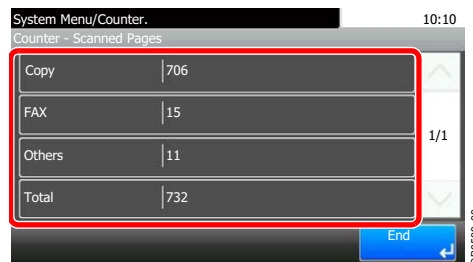 System Menu/Counter. 10:10
Counter - Scanned Pages
Copy 706
FAX 15
1/1
Others 11
Total 732
End